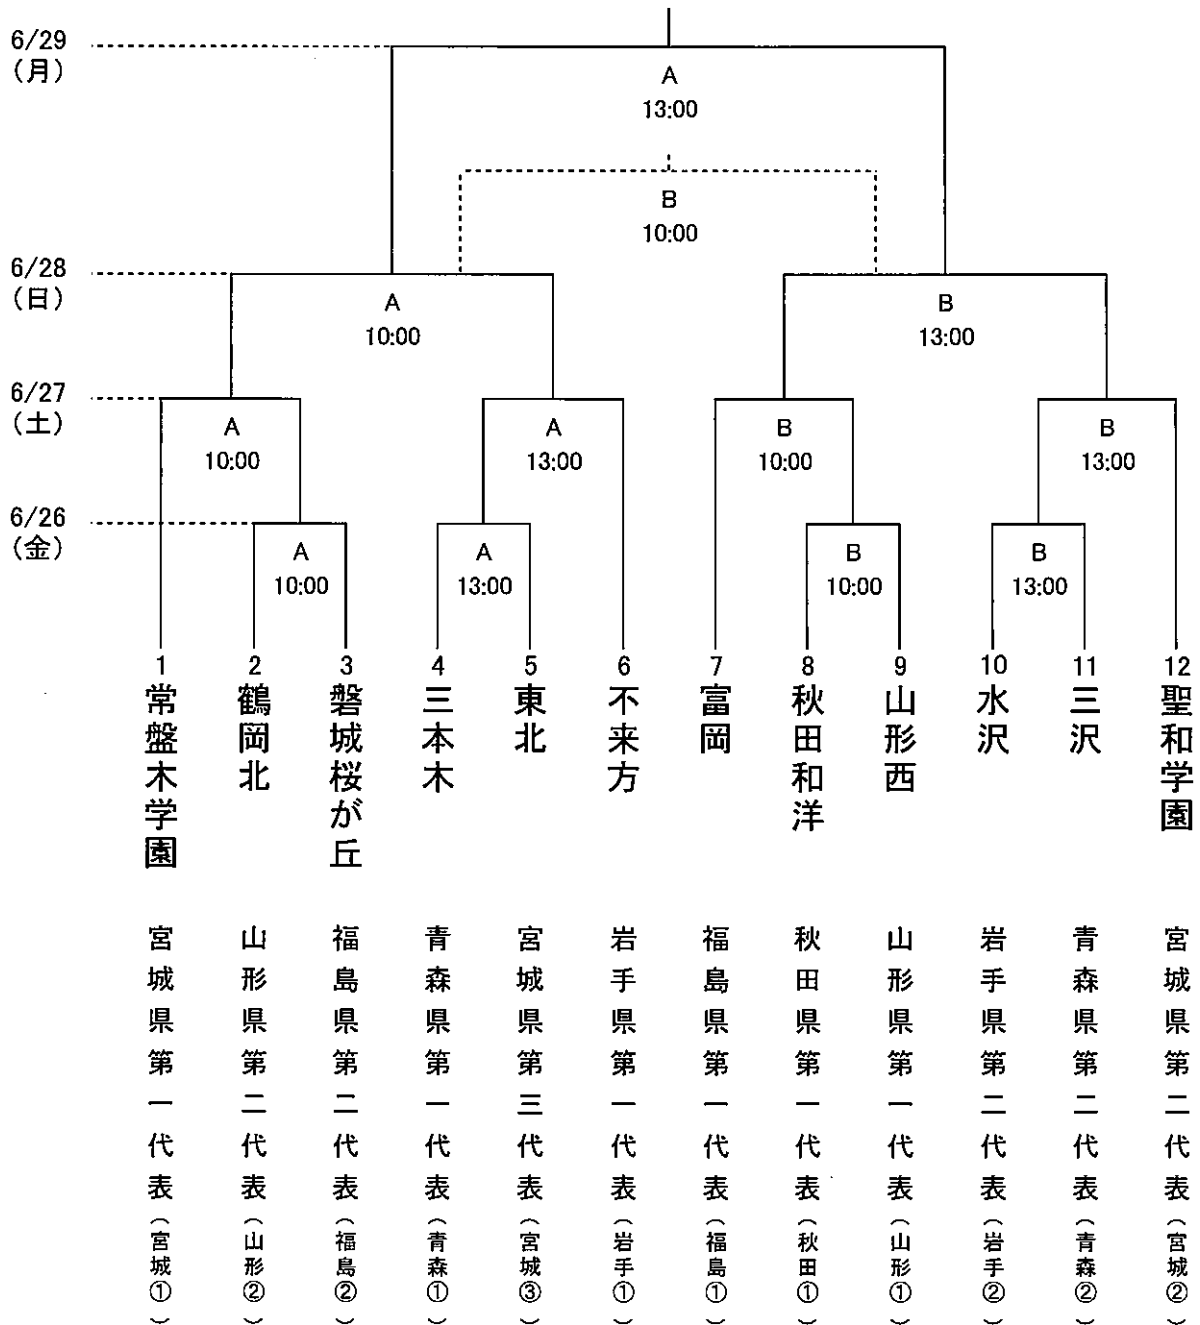 6/29
(月)
A
13:00
B
10:00
6/28
(日)
A
10:00
B
13:00
6/27
(土)
A
10:00
A
13:00
B
10:00
B
13:00
6/26
(金)
A
10:00
A
13:00
B
10:00
B
13:00
1
常盤木学園
宮城県第一代表(宮城①)
2
鶴岡北
山形県第二代表(山形②)
3
磐城桜が丘
福島県第二代表(福島②)
4
三本木
青森県第一代表(青森①)
5
東北
宮城県第三代表(宮城③)
6
不来方
岩手県第一代表(岩手①)
7
富岡
福島県第一代表(福島①)
8
秋田和洋
秋田県第一代表(秋田①)
9
山形西
山形県第一代表(山形①)
10
水沢
岩手県第二代表(岩手②)
11
三沢
青森県第二代表(青森②)
12
聖和学園
宮城県第二代表(宮城②)